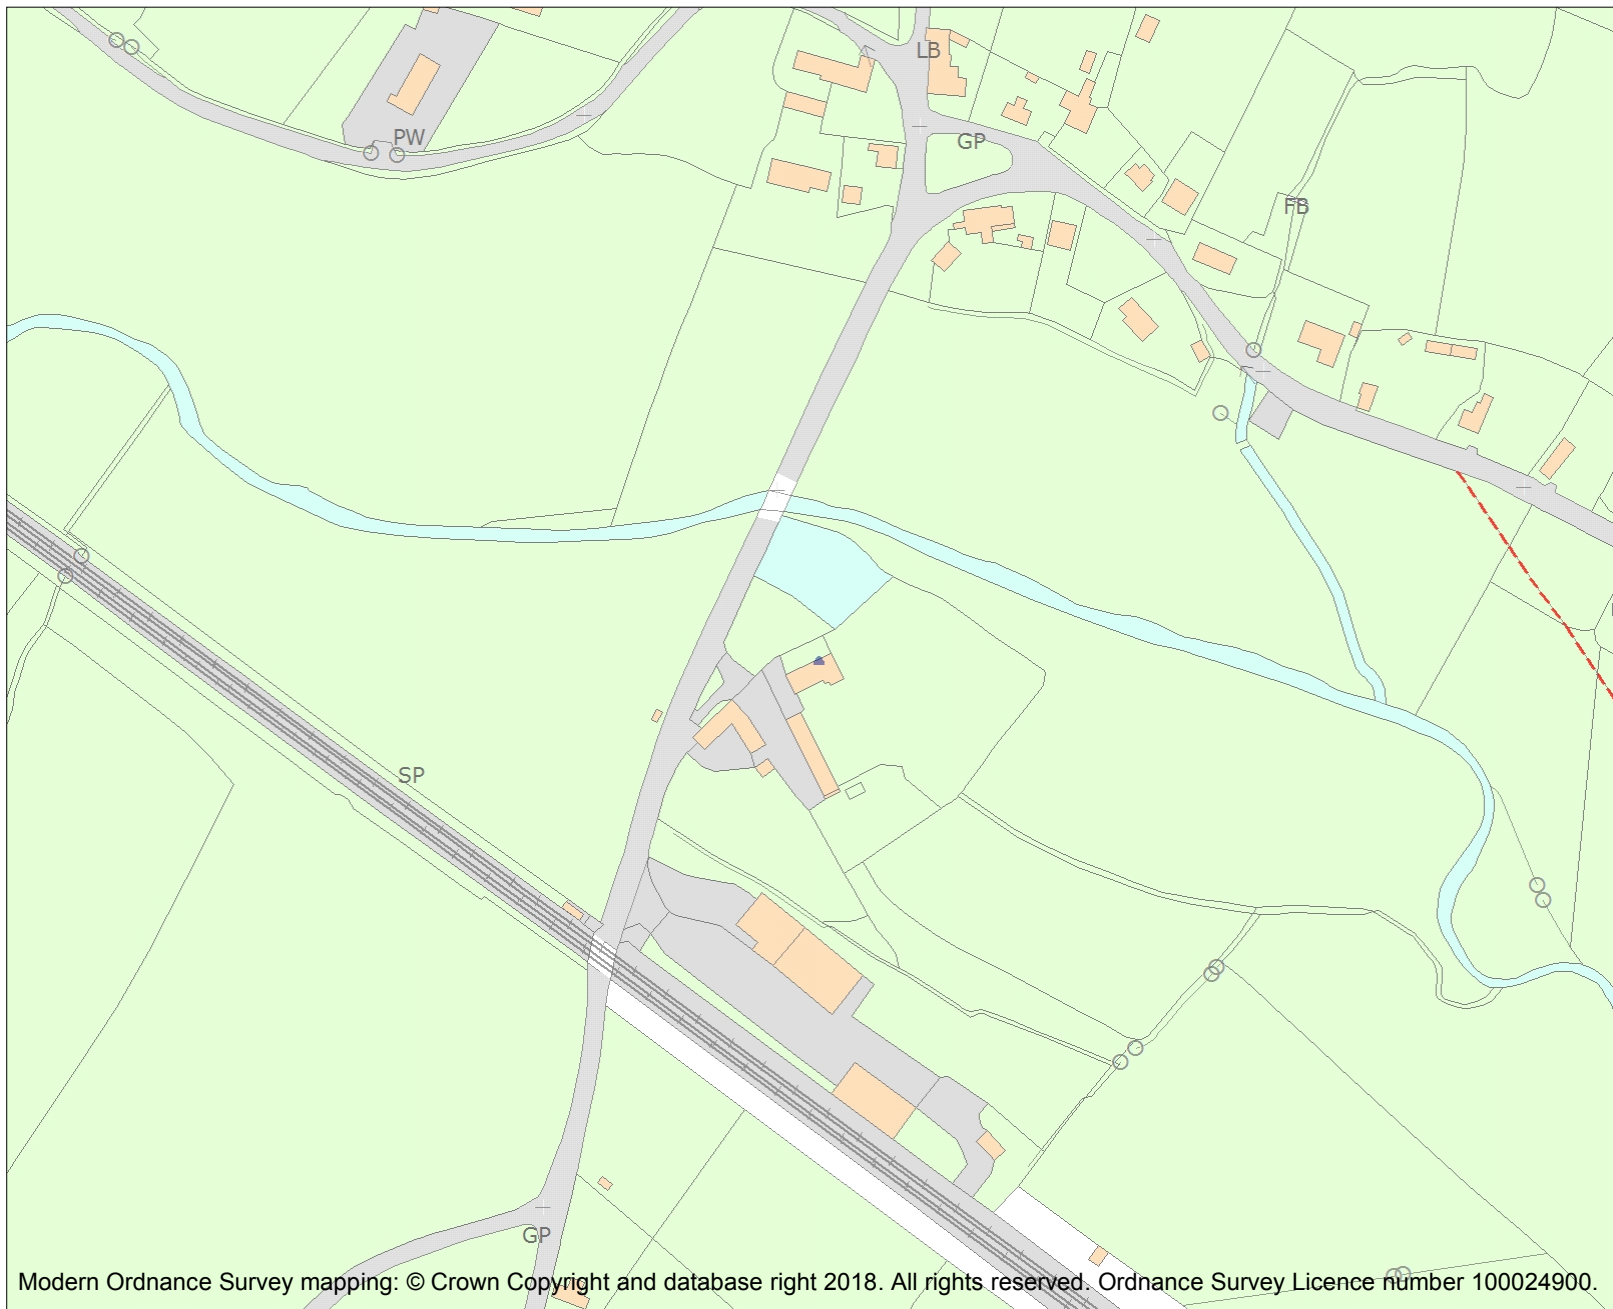 LB
PW
GP
FB
SP
GP
Modern Ordnance Survey mapping: © Crown Copyright and database right 2018. All rights reserved. Ordnance Survey Licence number 100024900.